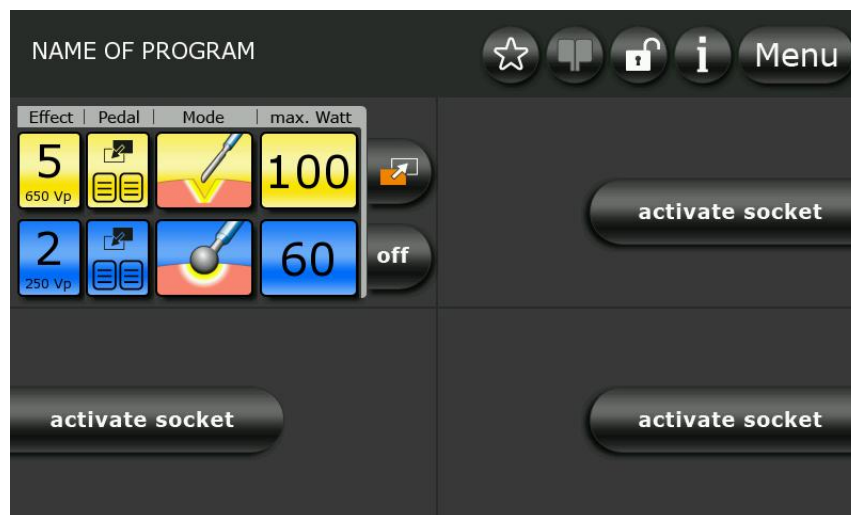 NAME OF PROGRAM
i
Menu
Effect | Pedal | Mode | max. Watt
5
650 Vp
100
activate socket
2
250 Vp
60
off
activate socket
activate socket